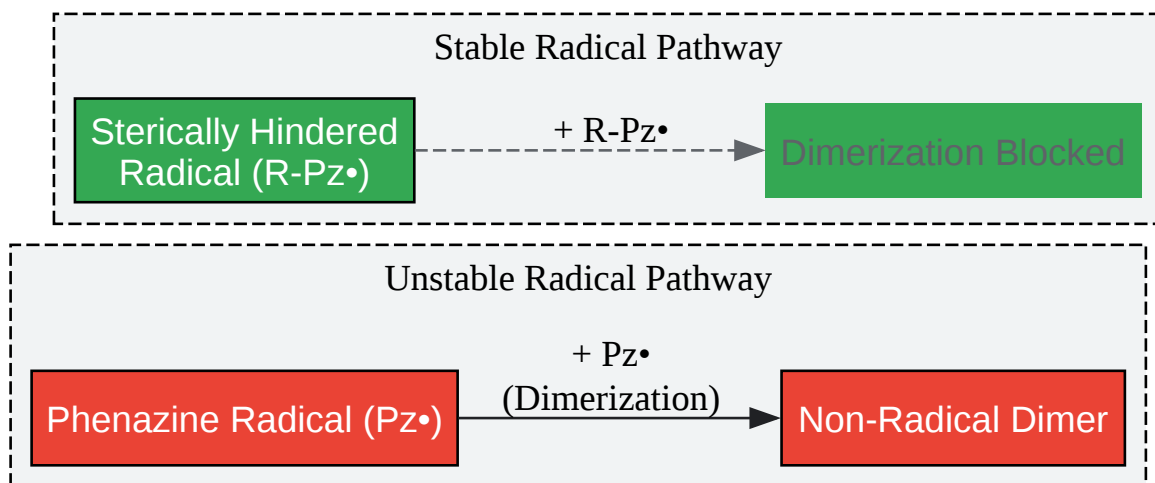 Stable Radical Pathway
Sterically Hindered
Radical (R-Pz•)
+ R-Pz•
Dimerization Blocked
Unstable Radical Pathway
Phenazine Radical (Pz•)
+ Pz•
(Dimerization)
Non-Radical Dimer